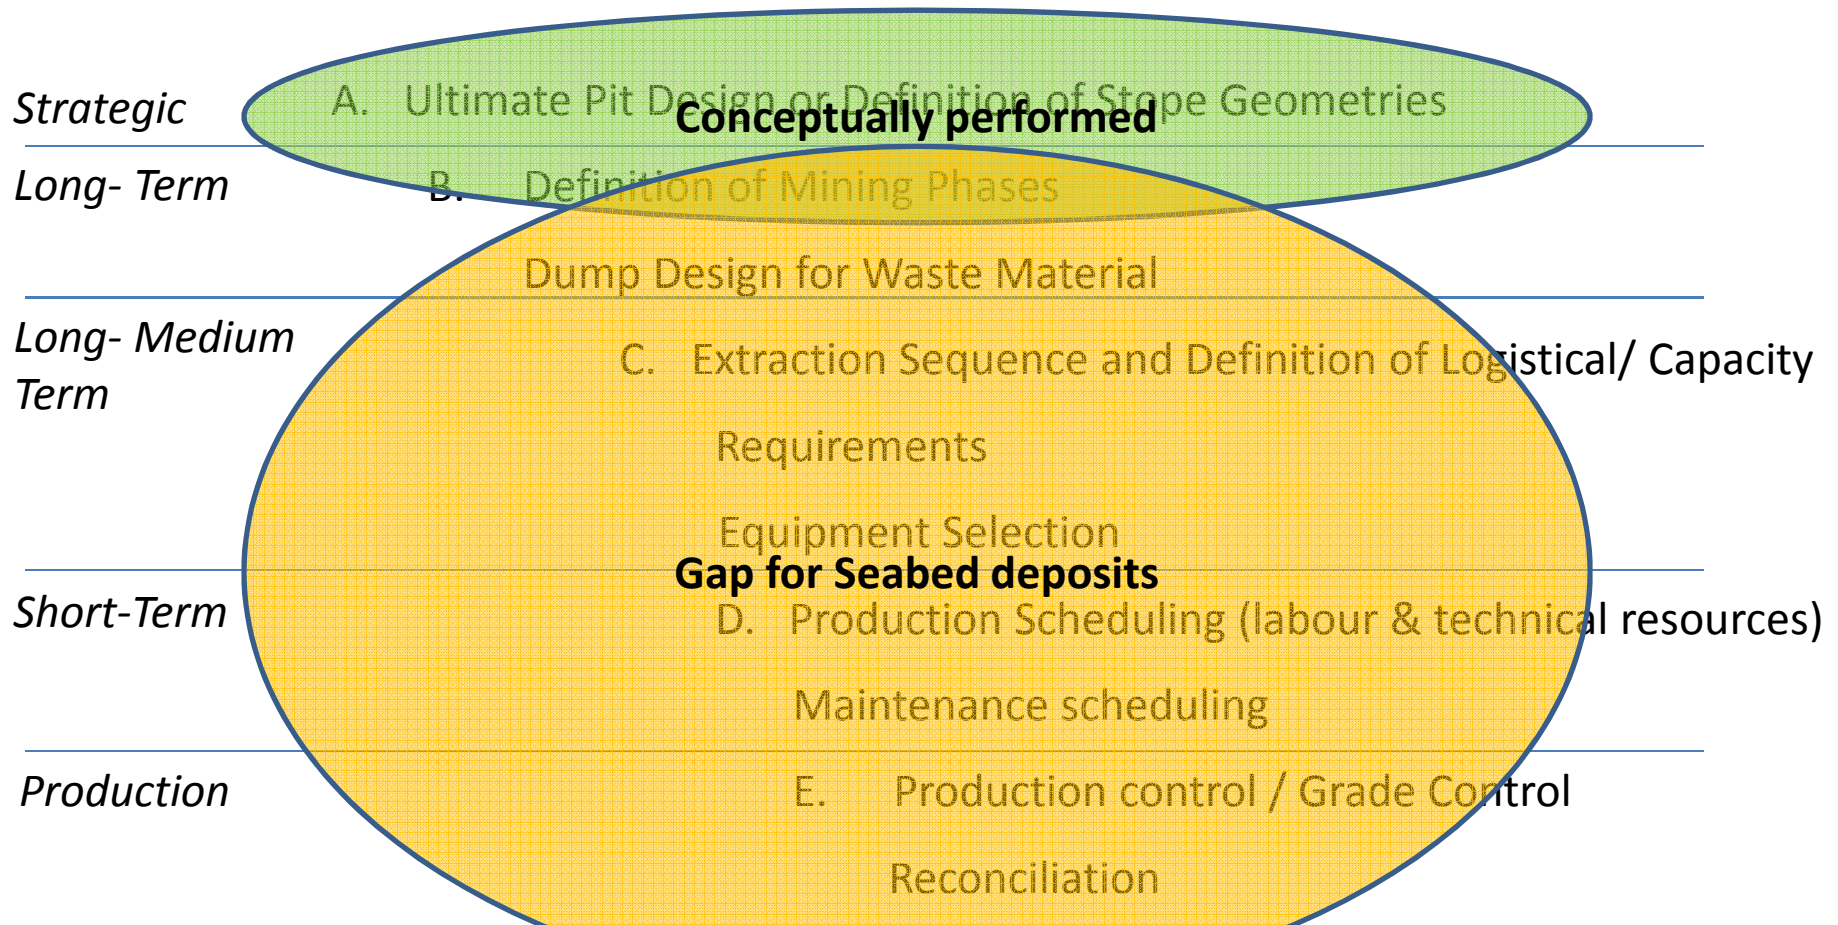 Strategic
A. Ultimate Pit Design or Definition of Stope Geometries
Conceptually performed
Long- Term
B. Definition of Mining Phases
Dump Design for Waste Material
Long- Medium
Term
C. Extraction Sequence and Definition of Logistical/ Capacity
Requirements
Equipment Selection
Gap for Seabed deposits
Short-Term
D. Production Scheduling (labour & technical resources)
Maintenance scheduling
Production
E. Production control / Grade Control
Reconciliation